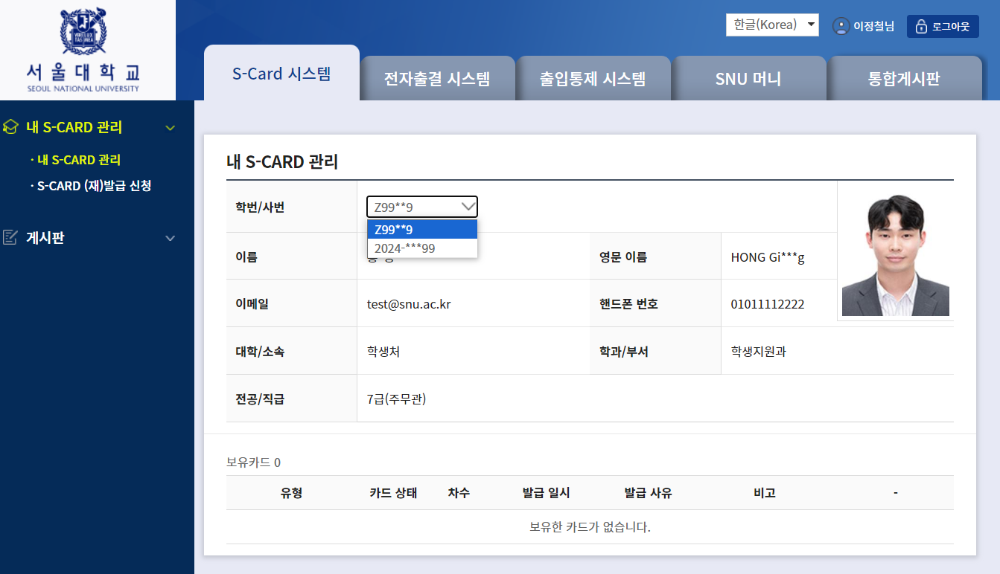 서울대학교
SEOUL NATIONAL UNIVERSITY
한글(Korea)
이정철님
로그아웃
S-Card 시스템
전자출결 시스템
출입통제 시스템
SNU 머니
통합게시판
내 S-CARD 관리
· 내 S-CARD 관리
· S-CARD (재)발급 신청
게시판
내 S-CARD 관리
학번/사번
Z99**9
Z99**9
2024-***99
이름
영문 이름
HONG Gi***g
이메일
test@snu.ac.kr
핸드폰 번호
01011112222
대학/소속
학생처
학과/부서
학생지원과
전공/직급
7급(주무관)
보유카드 0
유형 카드 상태 차수 발급 일시 발급 사유 비고 -
보유한 카드가 없습니다.